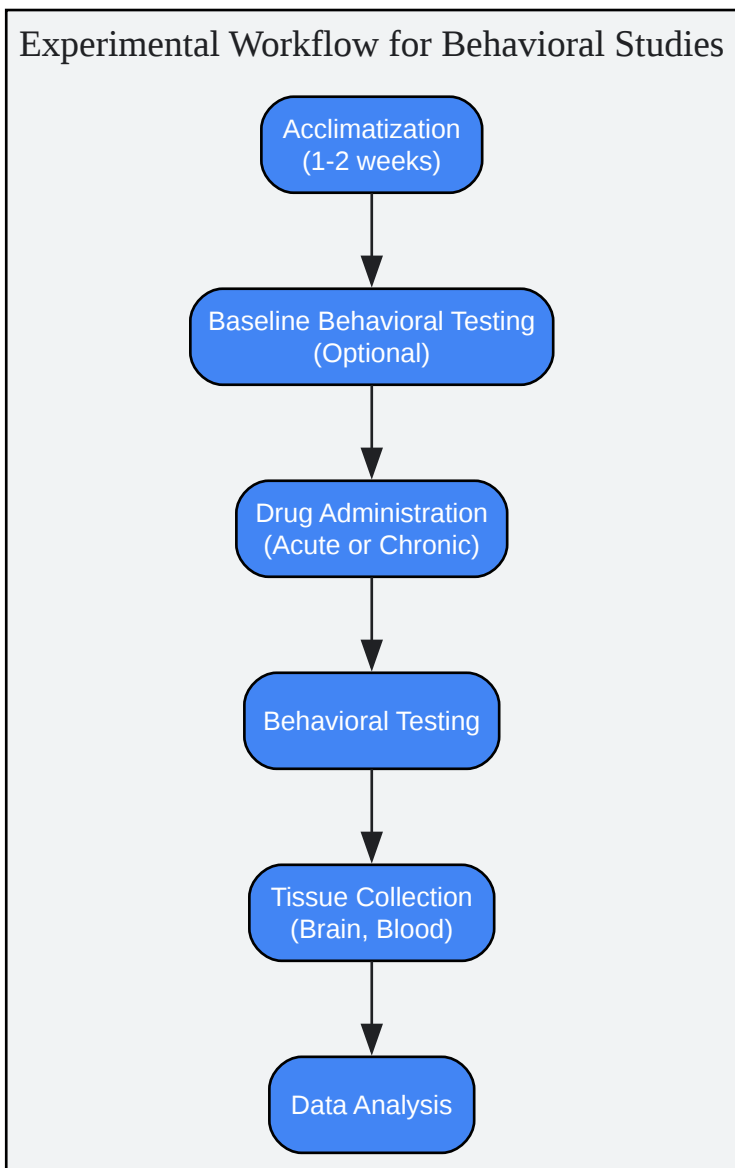 Experimental Workflow for Behavioral Studies
Acclimatization
(1-2 weeks)
Baseline Behavioral Testing
(Optional)
Drug Administration
(Acute or Chronic)
Behavioral Testing
Tissue Collection
(Brain, Blood)
Data Analysis